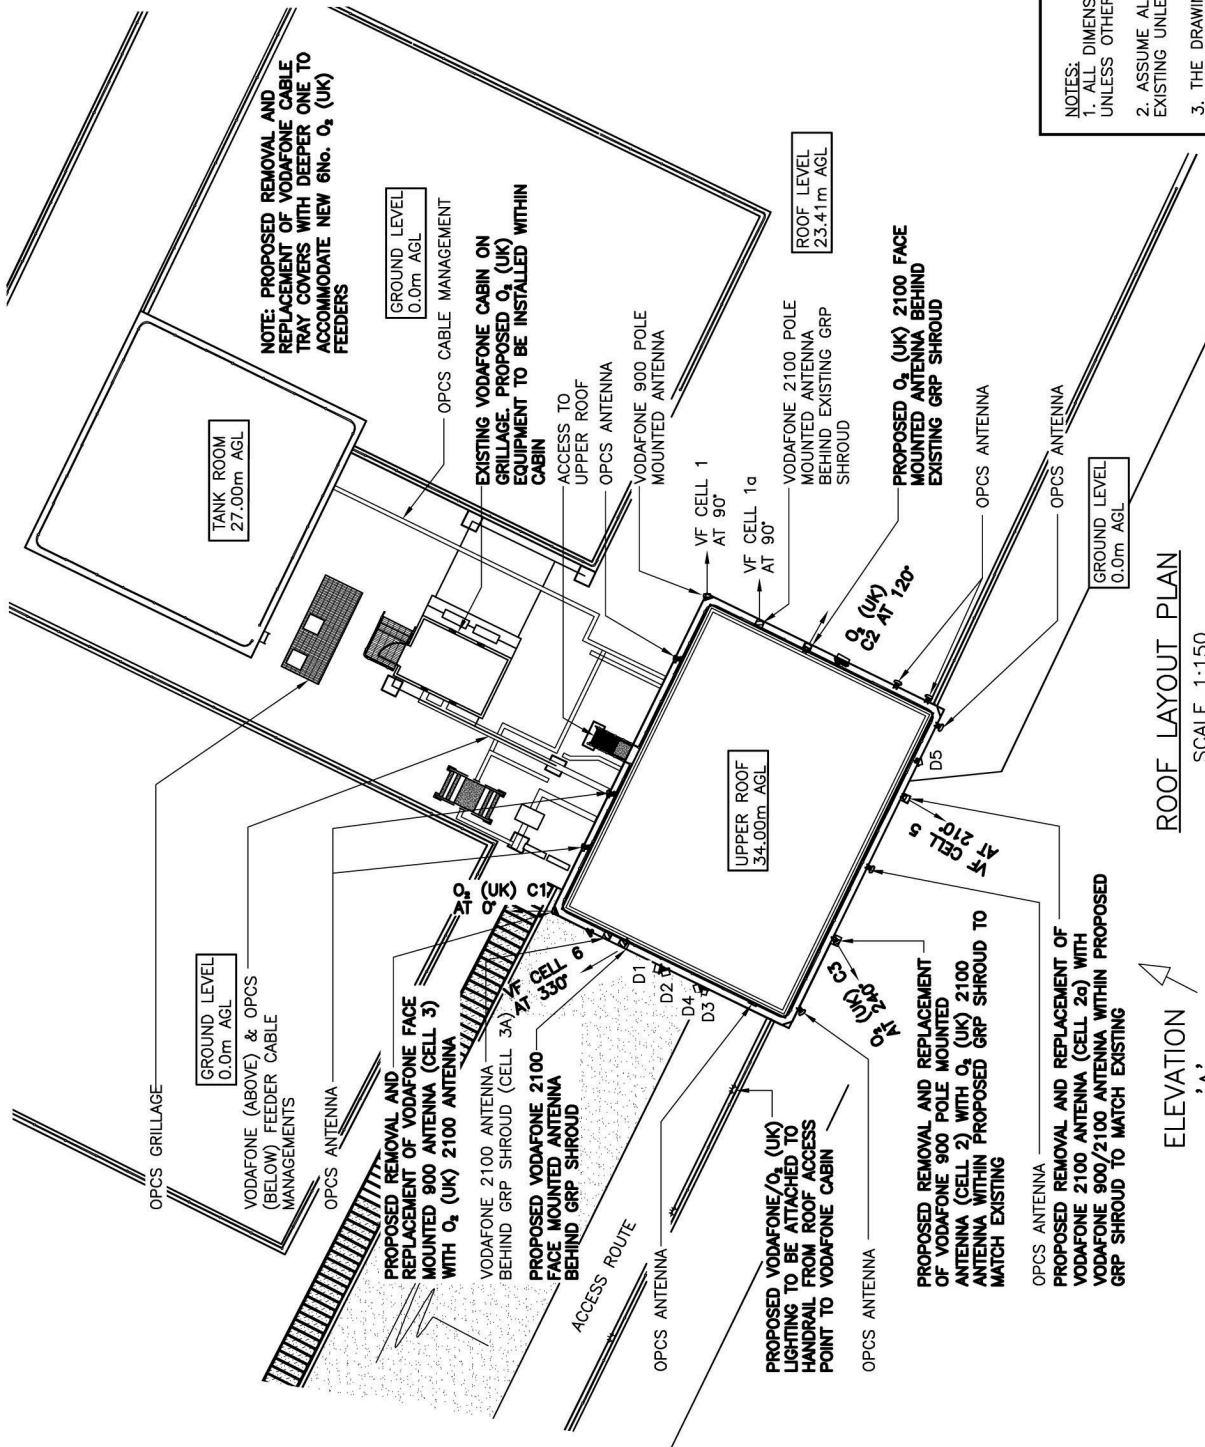 NOTE: PROPOSED REMOVAL AND
REPLACEMENT OF VODAFONE CABLE
TRAY COVERS WITH DEEPER ONE TO
ACCOMMODATE NEW 6No. O₂ (UK)
FEEDERS
TANK ROOM
27.00m AGL
GROUND LEVEL
0.0m AGL
OPCS CABLE MANAGEMENT
EXISTING VODAFONE CABIN ON
GRILLAGE. PROPOSED O₂ (UK)
EQUIPMENT TO BE INSTALLED WITHIN
CABIN
ACCESS TO
UPPER ROOF
OPCS ANTENNA
VODAFONE 900 POLE
MOUNTED ANTENNA
VF CELL 1
AT 90°
VF CELL 1a
AT 90°
ROOF LEVEL
23.41m AGL
VODAFONE 2100 POLE
MOUNTED ANTENNA
BEHIND EXISTING GRP
SHROUD
PROPOSED O₂ (UK) 2100 FACE
MOUNTED ANTENNA BEHIND
EXISTING GRP SHROUD
O₂ (UK)
C2 AT 120°
OPCS ANTENNA
OPCS ANTENNA
GROUND LEVEL
0.0m AGL
UPPER ROOF
34.00m AGL
D5
VF CELL 5
AT 210°
O₂ (UK) C3
AT 240°
O₂ (UK) C17
AT 0°
VF CELL 6
AT 330°
D1
D2
D4
D3
OPCS GRILLAGE
GROUND LEVEL
0.0m AGL
VODAFONE (ABOVE) & OPCS
(BELOW) FEEDER CABLE
MANAGEMENTS
OPCS ANTENNA
PROPOSED REMOVAL AND
REPLACEMENT OF VODAFONE FACE
MOUNTED 900 ANTENNA (CELL 3)
WITH O₂ (UK) 2100 ANTENNA
VODAFONE 2100 ANTENNA
BEHIND GRP SHROUD (CELL 3A)
PROPOSED VODAFONE 2100
FACE MOUNTED ANTENNA
BEHIND GRP SHROUD
ACCESS ROUTE
OPCS ANTENNA
PROPOSED VODAFONE/O₂ (UK)
LIGHTING TO BE ATTACHED TO
HANDRAIL FROM ROOF ACCESS
POINT TO VODAFONE CABIN
OPCS ANTENNA
PROPOSED REMOVAL AND REPLACEMENT
OF VODAFONE 900 POLE MOUNTED
ANTENNA (CELL 2) WITH O₂ (UK) 2100
ANTENNA WITHIN PROPOSED GRP SHROUD TO
MATCH EXISTING
OPCS ANTENNA
PROPOSED REMOVAL AND REPLACEMENT OF
VODAFONE 2100 ANTENNA (CELL 2a) WITH
VODAFONE 900/2100 ANTENNA WITHIN PROPOSED
GRP SHROUD TO MATCH EXISTING
ELEVATION
'A'
ROOF LAYOUT PLAN
SCALE 1:150
NOTES:
1. ALL DIMENS
UNLESS OTHER
2. ASSUME AL
EXISTING UNLE
3. THE DRAWIN